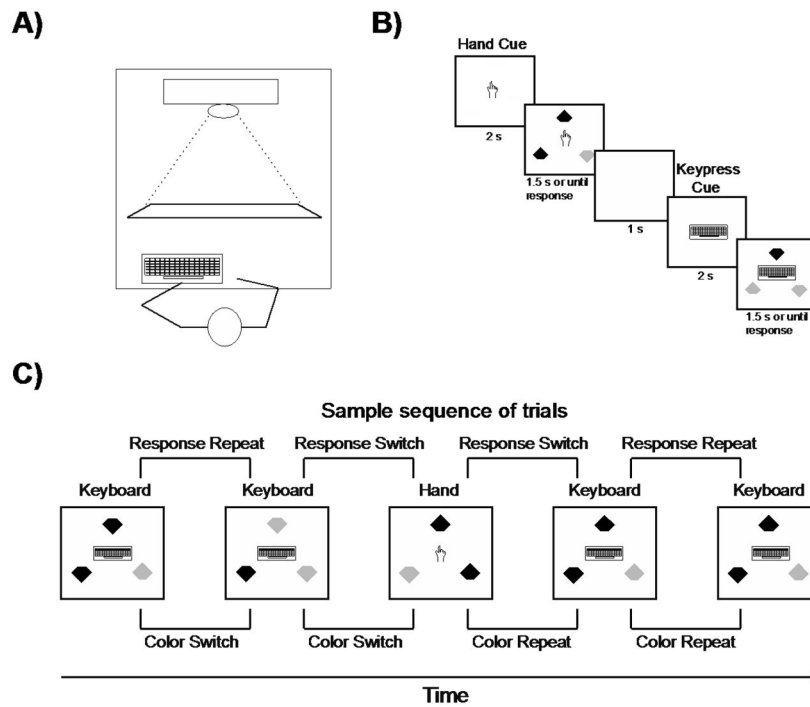 A)
B)
Hand Cue
2 s
1.5 s or until
response
1 s
Keypress
Cue
2 s
1.5 s or until
response
C)
Sample sequence of trials
Response Repeat
Response Switch
Response Switch
Response Repeat
Keyboard
Keyboard
Hand
Keyboard
Keyboard
Color Switch
Color Switch
Color Repeat
Color Repeat
Time